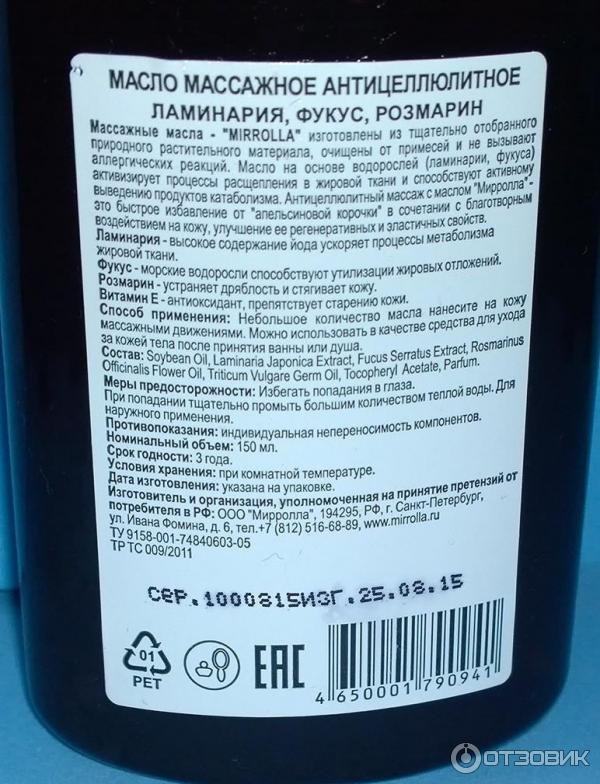 МАСЛО МАССАЖНОЕ АНТИЦЕЛЛЮЛИТНОЕ
ЛАМИНАРИЯ, ФУКУС, РОЗМАРИН
Массажные масла - "MIRROLLA" изготовлены из тщательно отобранного
природного растительного материала, очищены от примесей и не вызывают
аллергических реакций. Масло на основе водорослей (ламинарии, фукуса)
активизирует процессы расщепления в жировой ткани и способствуют активному
выведению продуктов катаболизма. Антицеллюлитный массаж с маслом "Мирролла"-
это быстрое избавление от "апельсиновой корочки" в сочетании с благотворным
воздействием на кожу, улучшение ее регенеративных и эластичных свойств.
Ламинария - высокое содержание йода ускоряет процессы метаболизма
жировой ткани.
Фукус - морские водоросли способствуют утилизации жировых отложений.
Розмарин - устраняет дряблость и стягивает кожу.
Витамин Е - антиоксидант, препятствует старению кожи.
Способ применения: Небольшое количество масла нанесите на кожу
массажными движениями. Можно использовать в качестве средства для ухода
за кожей тела после принятия ванны или душа.
Состав: Soybean Oil, Laminaria Japonica Extract, Fucus Serratus Extract, Rosmarinus
Officinalis Flower Oil, Triticum Vulgare Germ Oil, Tocopheryl Acetate, Parfum.
Меры предосторожности: Избегать попадания в глаза.
При попадании тщательно промыть большим количеством теплой воды. Для
наружного применения.
Противопоказания: индивидуальная непереносимость компонентов.
Номинальный объем: 150 мл.
Срок годности: 3 года.
Условия хранения: при комнатной температуре.
Дата изготовления: указана на упаковке.
Изготовитель и организация, уполномоченная на принятие претензий от
потребителя в РФ: ООО "Мирролла", 194295, РФ, г. Санкт-Петербург,
ул. Ивана Фомина, д. 6, тел.+7 (812) 516-68-89, www.mirrolla.ru
ТУ 9158-001-74840603-05
ТР ТС 009/2011
СЕР.1000815ИЗГ.25.08.15
01
PET
EAC
4 650001 790941
ОТЗОВИК